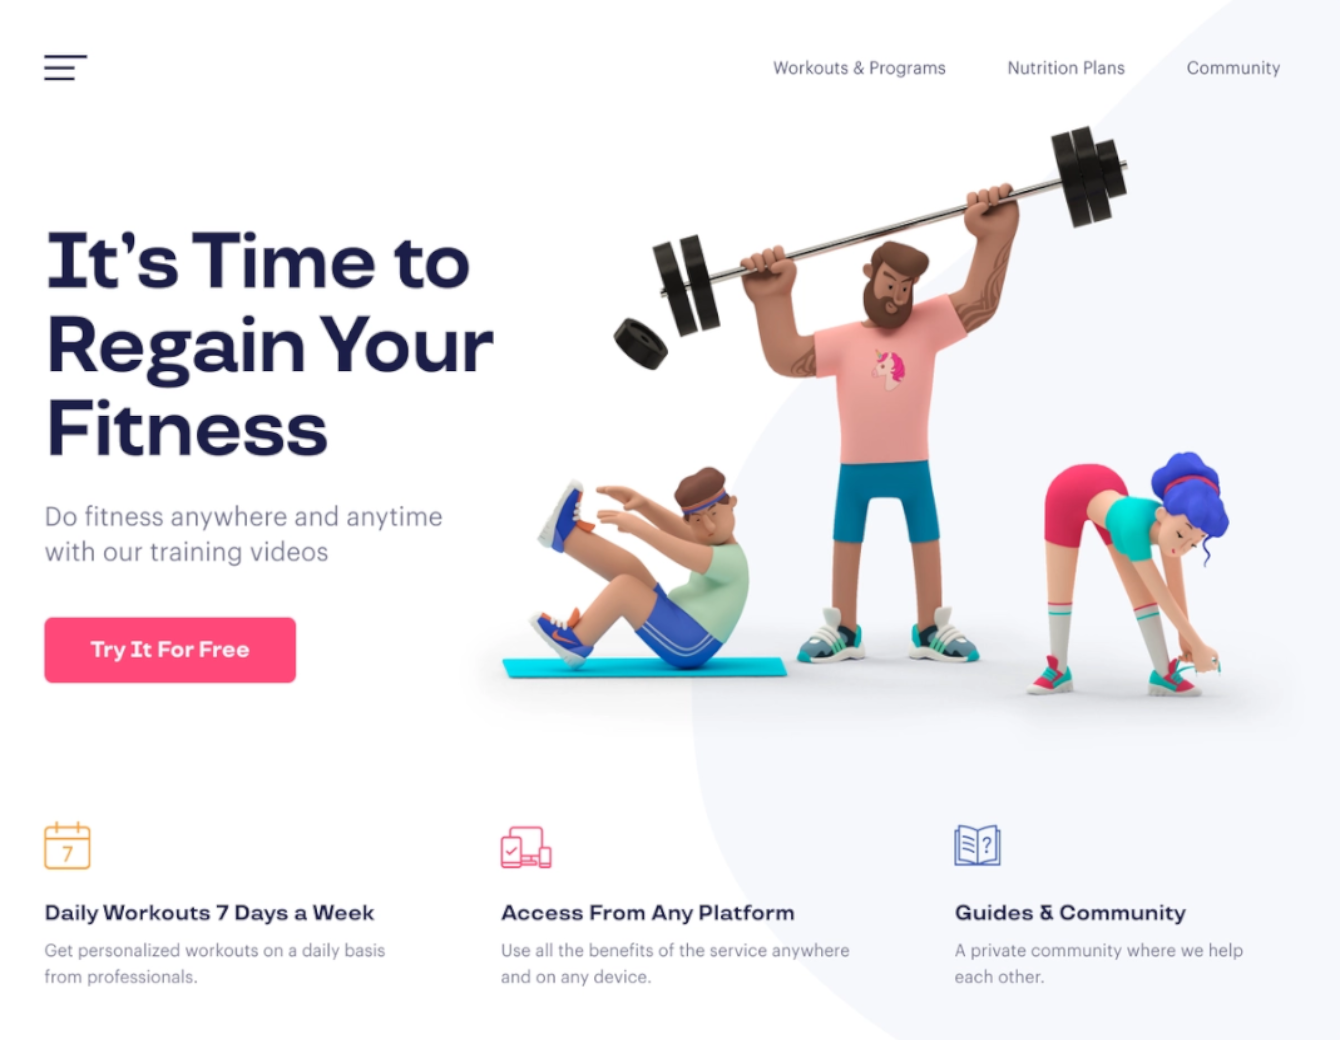 Workouts & Programs
Nutrition Plans
Community
It’s Time to
Regain Your
Fitness
Do fitness anywhere and anytime
with our training videos
Try It For Free
7
?
Daily Workouts 7 Days a Week
Get personalized workouts on a daily basis
from professionals.
Access From Any Platform
Use all the benefits of the service anywhere
and on any device.
Guides & Community
A private community where we help
each other.